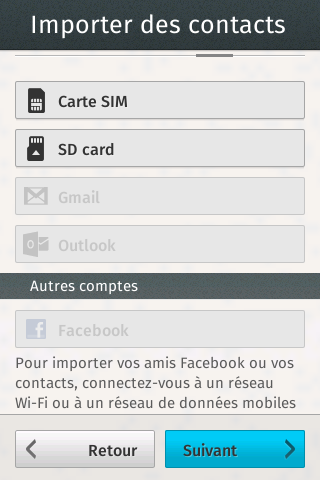 Importer des contacts
Carte SIM
SD card
Gmail
Outlook
Autres comptes
Facebook
Pour importer vos amis Facebook ou vos
contacts, connectez-vous à un réseau
Wi-Fi ou à un réseau de données mobiles
Retour
Suivant